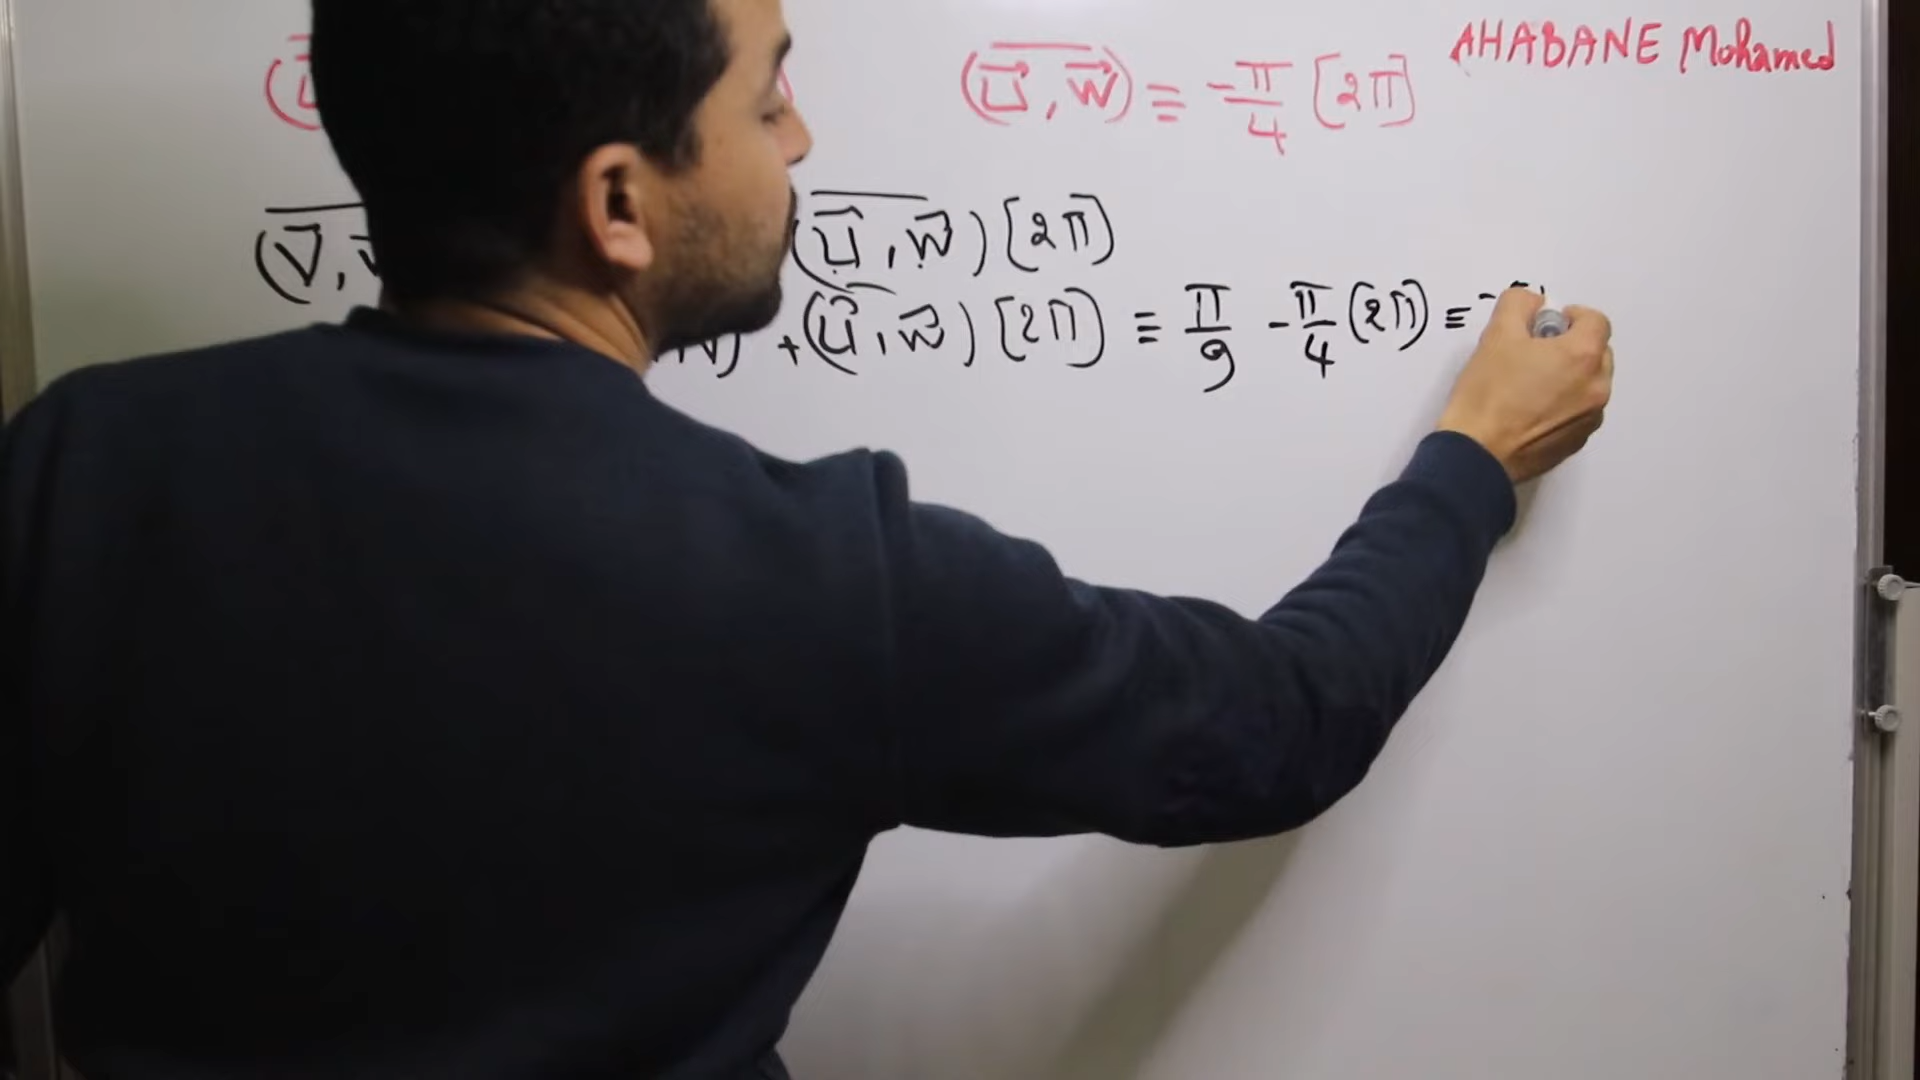 (u⃗, w⃗) ≡ -π/4 [2π] AHABANE Mohamed
(v⃗, (u⃗, w⃗) [2π]
+ (u⃗, w⃗) [2π] ≡ π/9 - π/4 (2π) ≡ -